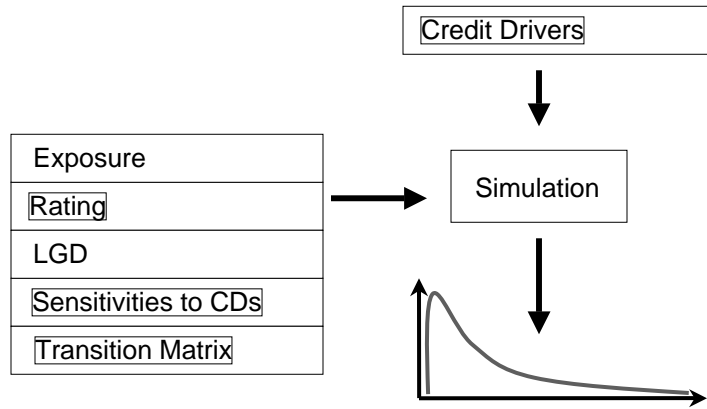 Credit Drivers
Exposure
Rating
LGD
Sensitivities to CDs
Transition Matrix
Simulation